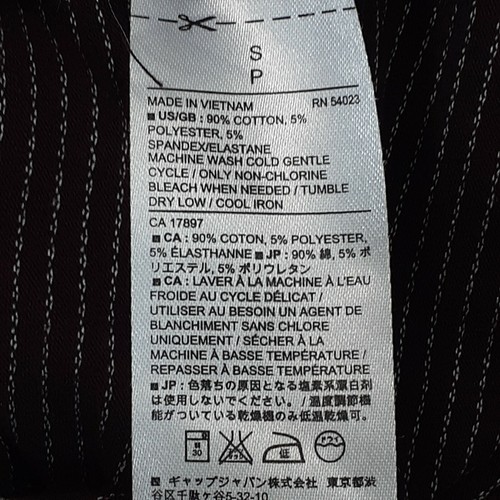 S
P
MADE IN VIETNAM RN 54023
US/GB : 90% COTTON, 5%
POLYESTER, 5%
SPANDEX/ELASTANE
MACHINE WASH COLD GENTLE
CYCLE / ONLY NON-CHLORINE
BLEACH WHEN NEEDED / TUMBLE
DRY LOW / COOL IRON
CA 17897
CA : 90% COTON, 5% POLYESTER,
5% ÉLASTHANNE JP : 90% 綿, 5% ポ
リエステル, 5% ポリウレタン
CA : LAVER À LA MACHINE À L'EAU
FROIDE AU CYCLE DÉLICAT /
UTILISER AU BESOIN UN AGENT DE
BLANCHIMENT SANS CHLORE
UNIQUEMENT / SÉCHER À LA
MACHINE À BASSE TEMPÉRATURE /
REPASSER À BASSE TEMPÉRATURE
JP : 色落ちの原因となる塩素系漂白剤
は使用しないでください。 / 温度調節機
能がついている乾燥機のみ低温乾燥可。
弱
30
低
ドライ
ギャップジャパン株式会社 東京都渋
谷区千駄ヶ谷5-32-10